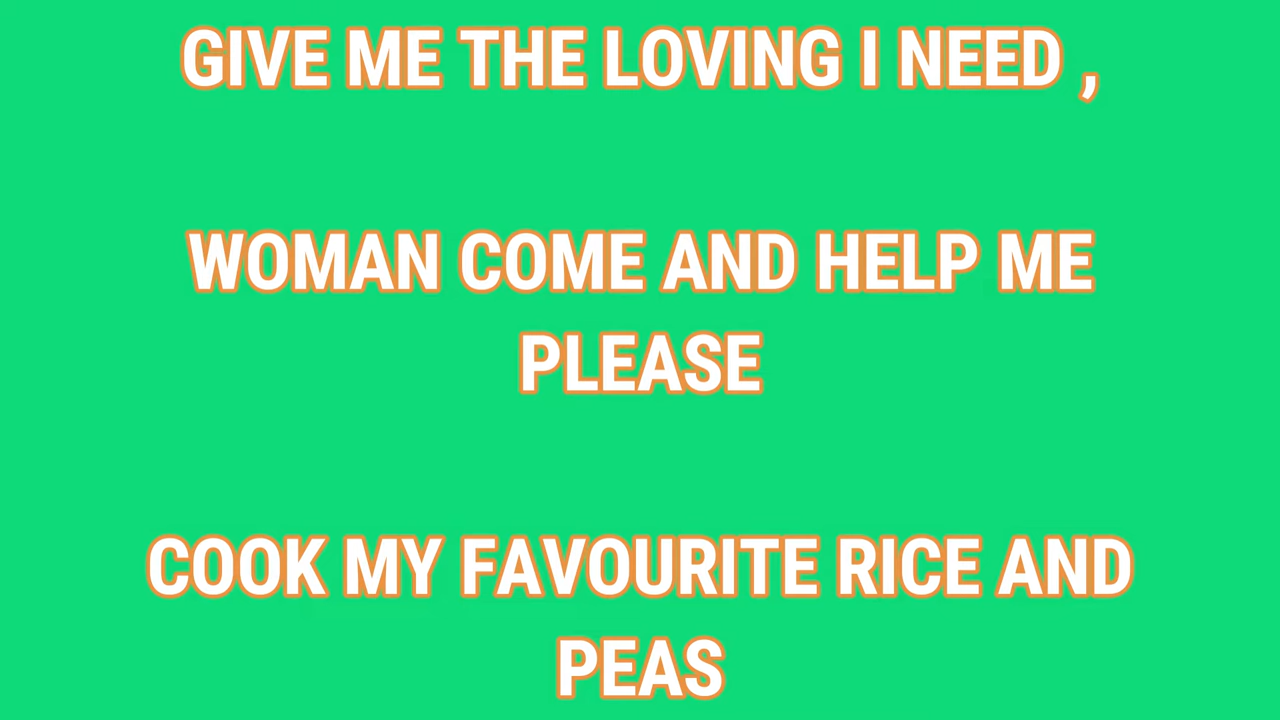 GIVE ME THE LOVING I NEED ,
WOMAN COME AND HELP ME
PLEASE
COOK MY FAVOURITE RICE AND
PEAS